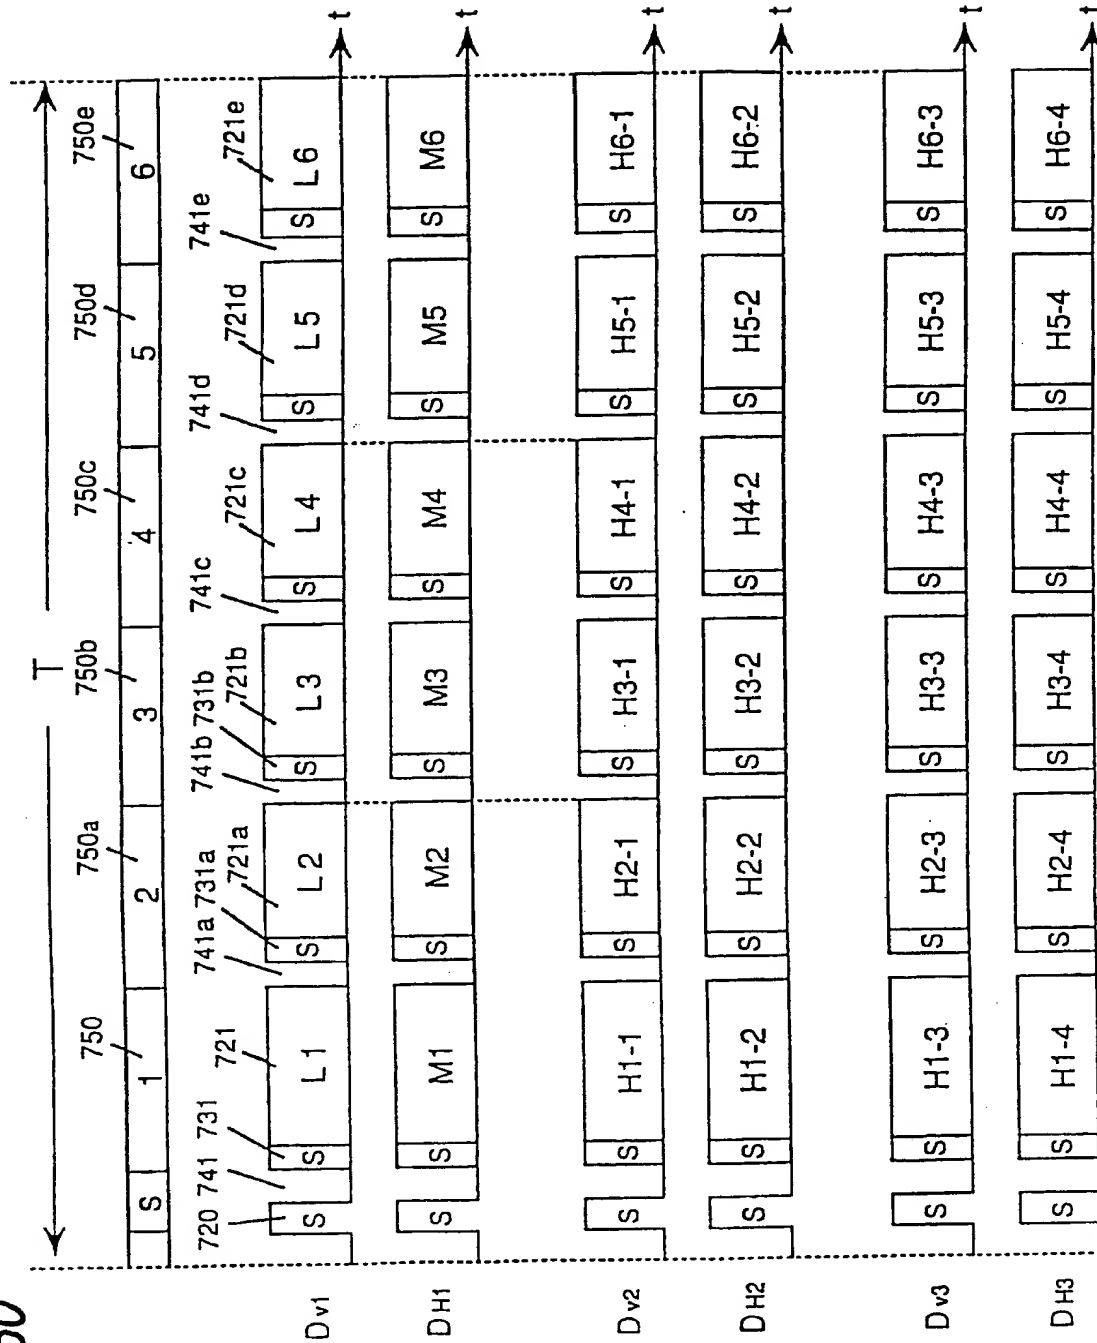 T
750 750a 750b 750c 750d 750e
S 1 2 3 4 5 6
720 741 731 721 741a 731a 721a 741b 731b 721b 741c 721c 741d 721d 741e 721e
Dv1 S S L1 S L2 S L3 S L4 S L5 S L6 t
DH1 S S M1 S M2 S M3 S M4 S M5 S M6 t
Dv2 S S H1-1 S H2-1 S H3-1 S H4-1 S H5-1 S H6-1 t
DH2 S S H1-2 S H2-2 S H3-2 S H4-2 S H5-2 S H6-2 t
Dv3 S S H1-3 S H2-3 S H3-3 S H4-3 S H5-3 S H6-3 t
DH3 S S H1-4 S H2-4 S H3-4 S H4-4 S H5-4 S H6-4 t